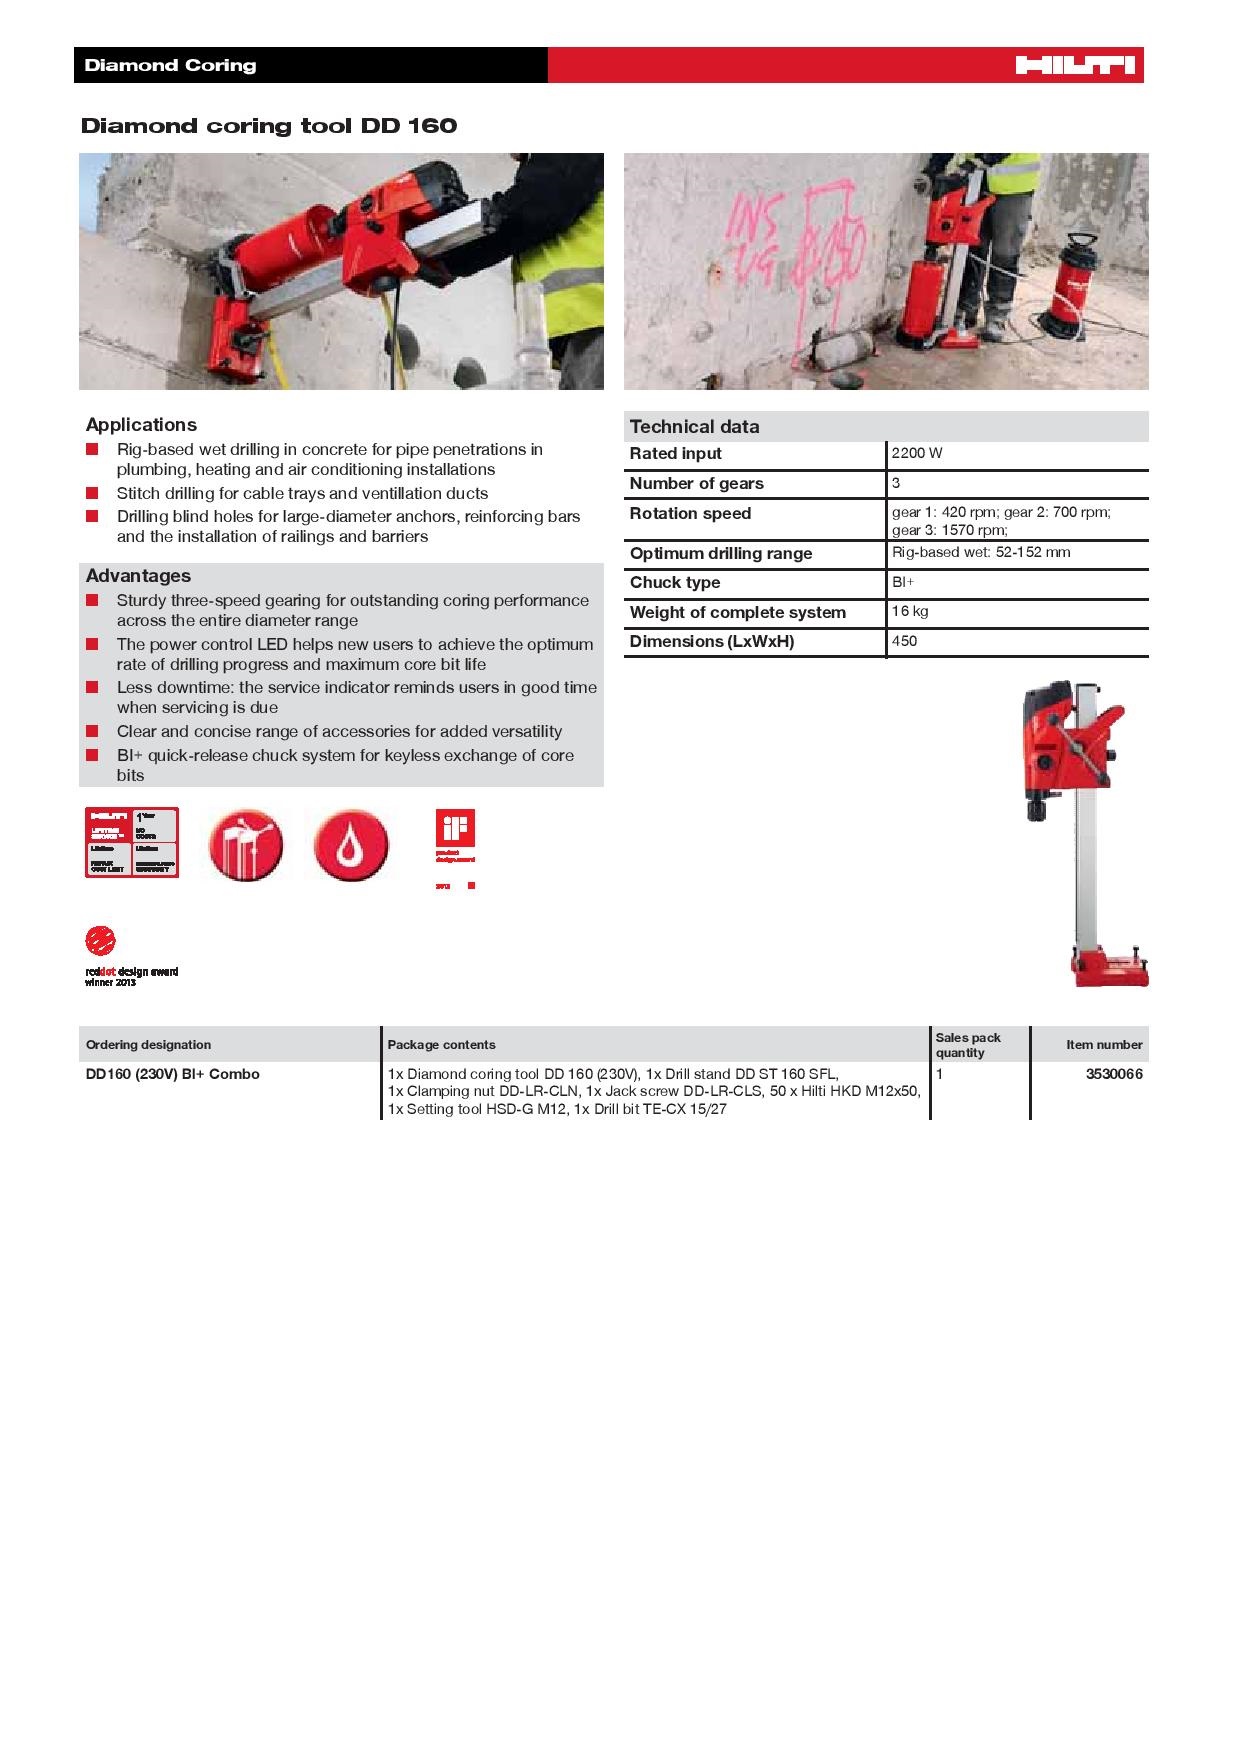 Diamond Coring
HILTI
Diamond coring tool DD 160
INS
Applications
Rig-based wet drilling in concrete for pipe penetrations in
plumbing, heating and air conditioning installations
Stitch drilling for cable trays and ventillation ducts
Drilling blind holes for large-diameter anchors, reinforcing bars
and the installation of railings and barriers
Advantages
Sturdy three-speed gearing for outstanding coring performance
across the entire diameter range
The power control LED helps new users to achieve the optimum
rate of drilling progress and maximum core bit life
Less downtime: the service indicator reminds users in good time
when servicing is due
Clear and concise range of accessories for added versatility
BI+ quick-release chuck system for keyless exchange of core
bits
Technical data
Rated input 2200 W
Number of gears 3
Rotation speed gear 1: 420 rpm; gear 2: 700 rpm;
gear 3: 1570 rpm;
Optimum drilling range Rig-based wet: 52-152 mm
Chuck type BI+
Weight of complete system 16 kg
Dimensions (LxWxH) 450
HILTI
1 Year
iF
product
design award
reddot design award
winner 2013
Ordering designation Package contents Sales pack
quantity Item number
DD160 (230V) BI+ Combo 1x Diamond coring tool DD 160 (230V), 1x Drill stand DD ST 160 SFL, 1 3530066
1x Clamping nut DD-LR-CLN, 1x Jack screw DD-LR-CLS, 50 x Hilti HKD M12x50,
1x Setting tool HSD-G M12, 1x Drill bit TE-CX 15/27